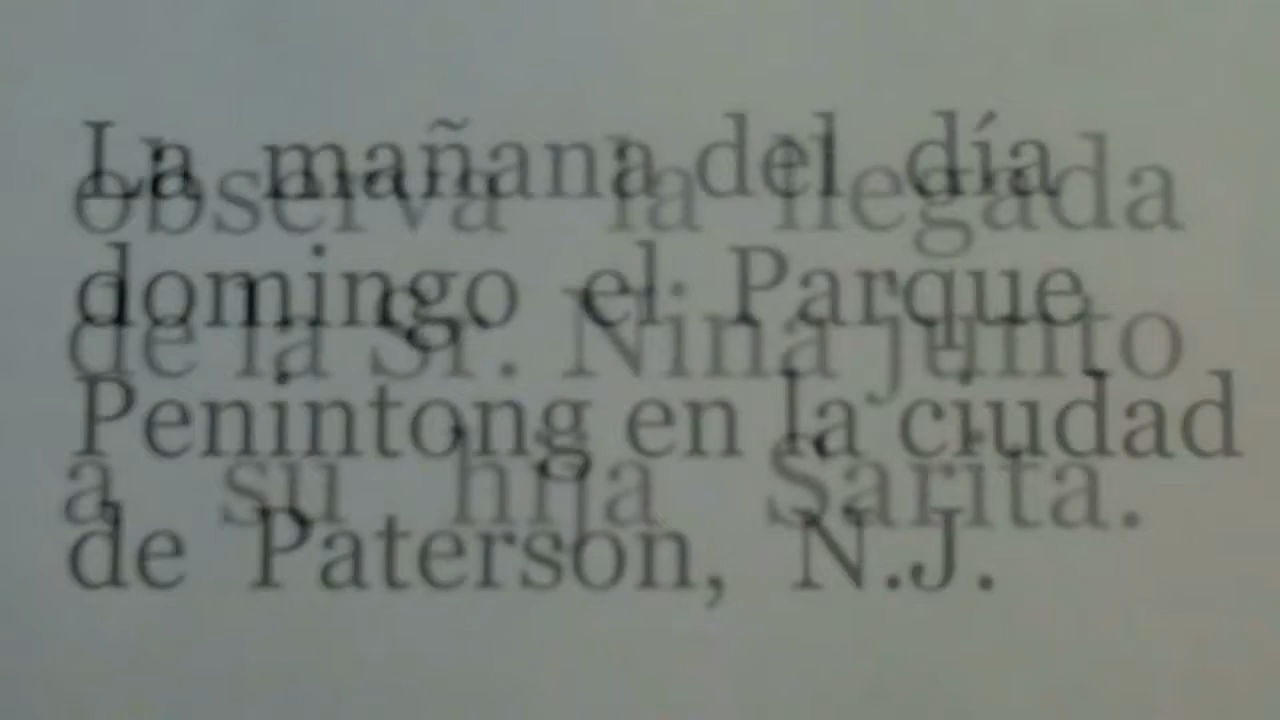 La mañana del día
domingo el Parque
Penintong en la ciudad
de Paterson, N.J.
observa la llegada
de la Sr. Nina junto
a su hija Sarita.